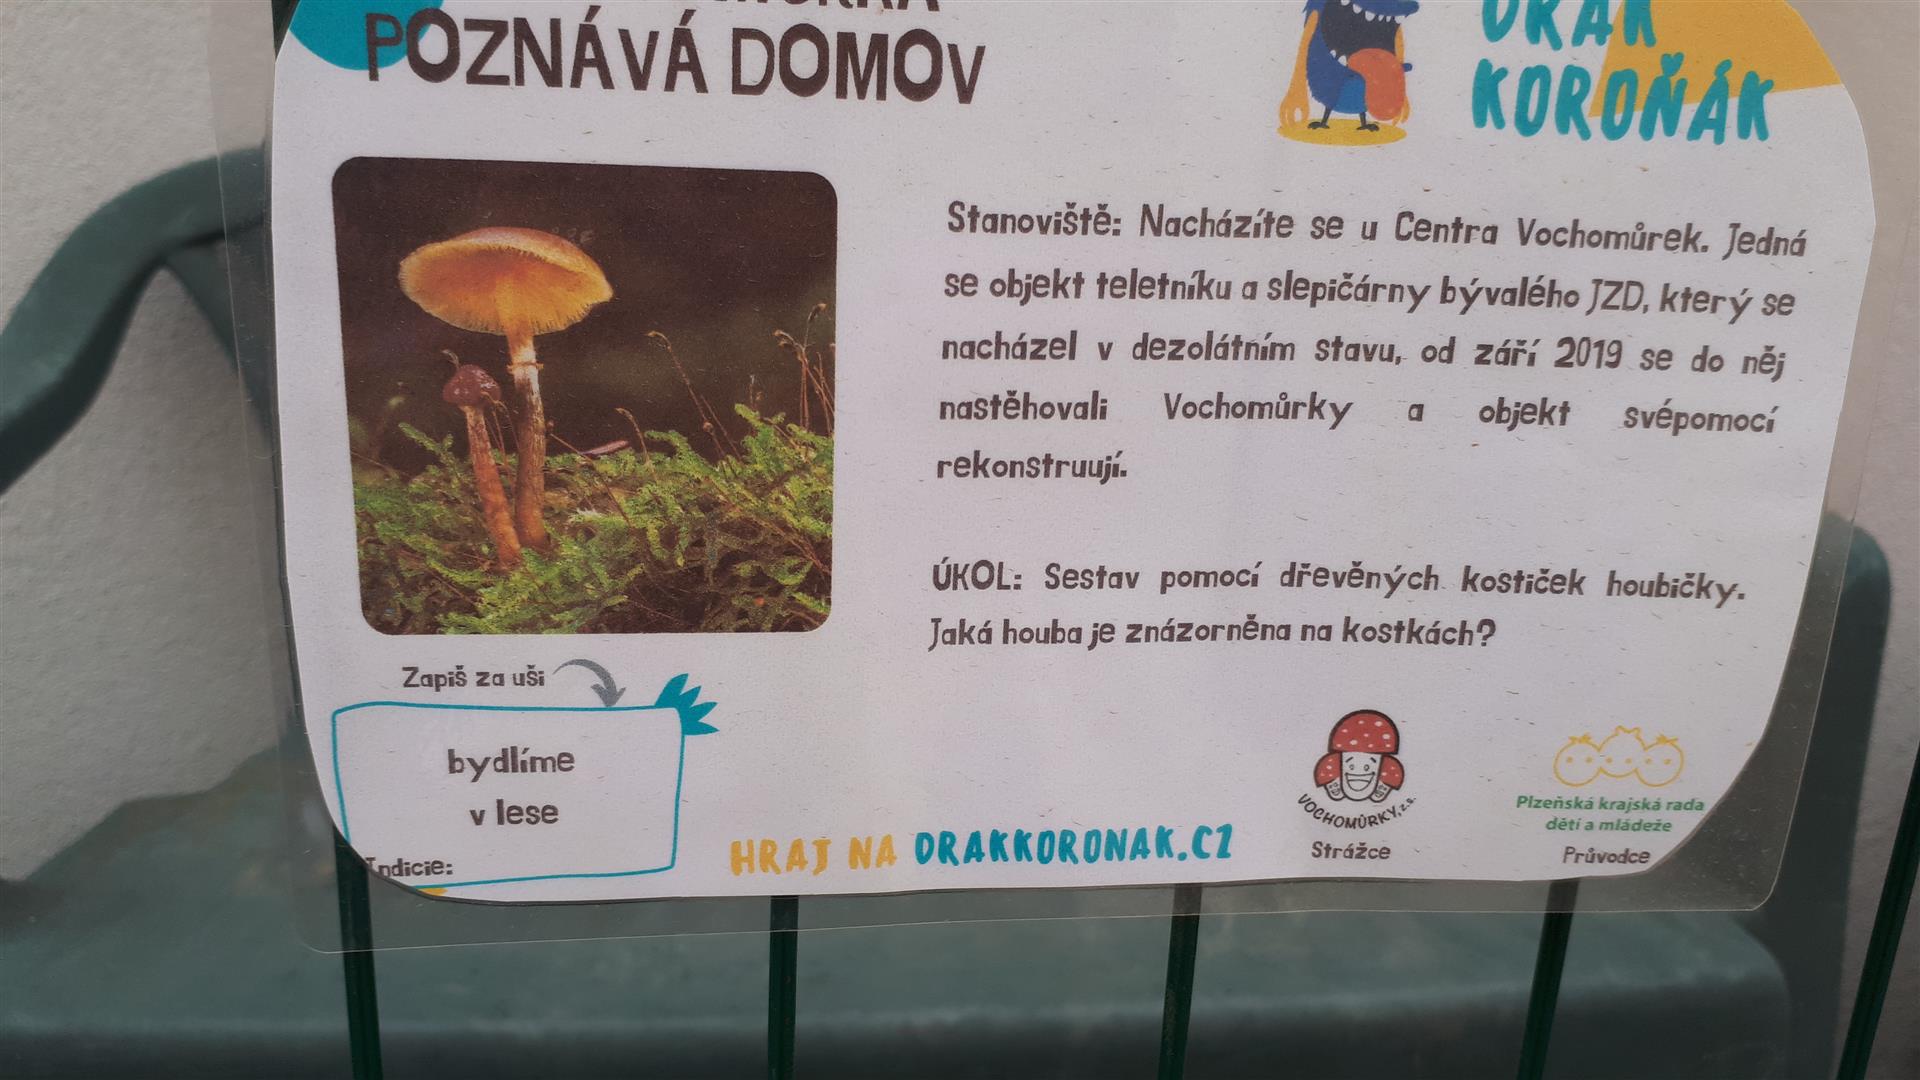 POZNÁVÁ DOMOV
DRAK
KOROŇÁK
Stanoviště: Nacházíte se u Centra Vochomůrek. Jedná
se objekt teletníku a slepičárny bývalého JZD, který se
nacházel v dezolátním stavu, od září 2019 se do něj
nastěhovali Vochomůrky a objekt svépomocí
rekonstruují.
ÚKOL: Sestav pomocí dřevěných kostiček houbičky.
Jaká houba je znázorněna na kostkách?
Zapiš za uši
bydlíme
v lese
Indicie:
HRAJ NA DRAKKORONAK.CZ
VOCHOMŮRKY, z.s.
Strážce
Plzeňská krajská rada
dětí a mládeže
Průvodce